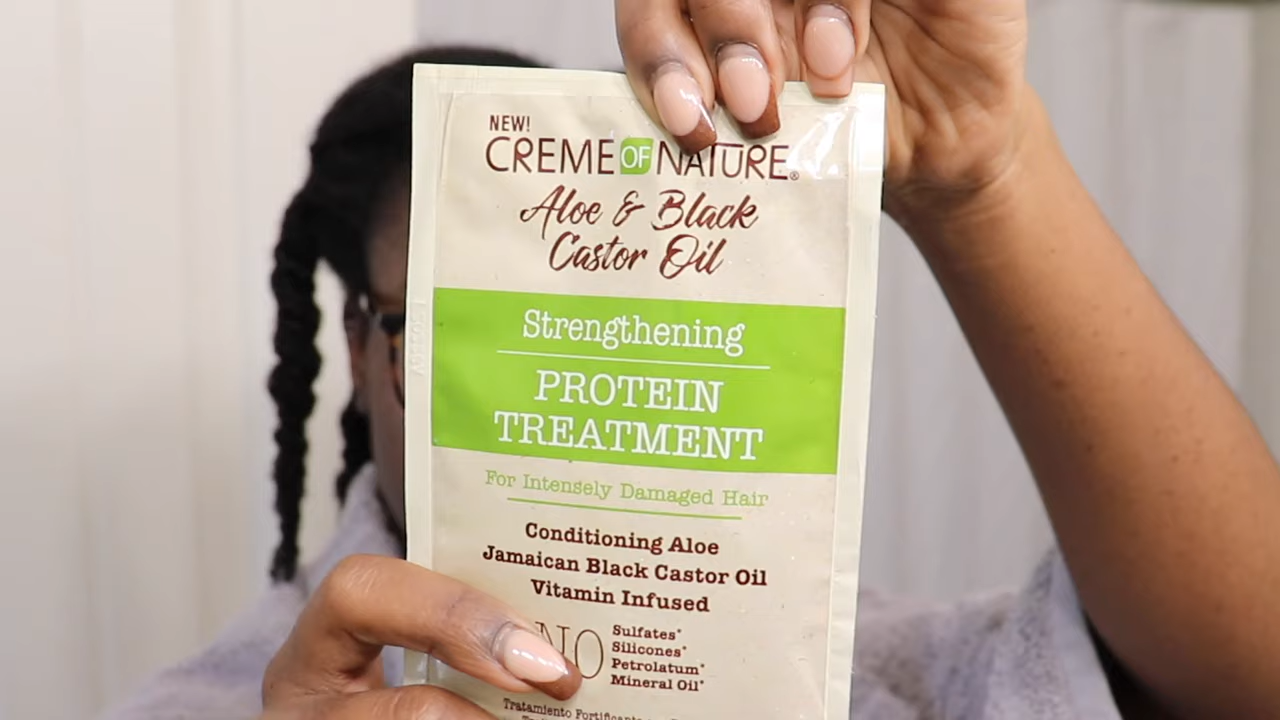 NEW!
CREME OF NATURE®
Aloe & Black
Castor Oil
Strengthening
PROTEIN
TREATMENT
For Intensely Damaged Hair
Conditioning Aloe
Jamaican Black Castor Oil
Vitamin Infused
NO
Sulfates*
Silicones*
Petrolatum*
Mineral Oil*
Tratamiento